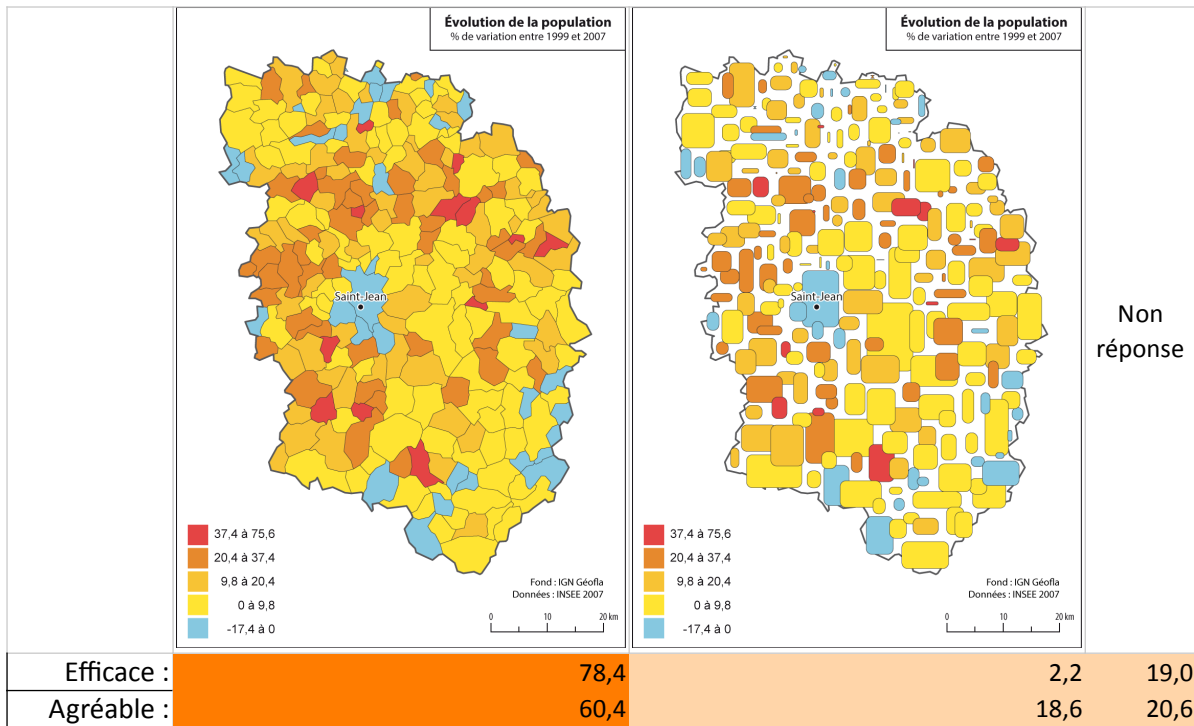 Évolution de la population
% de variation entre 1999 et 2007
Saint-Jean
37,4 à 75,6
20,4 à 37,4
9,8 à 20,4
0 à 9,8
-17,4 à 0
Fond : IGN Géofla
Données : INSEE 2007
0 10 20 km
Évolution de la population
% de variation entre 1999 et 2007
Saint-Jean
37,4 à 75,6
20,4 à 37,4
9,8 à 20,4
0 à 9,8
-17,4 à 0
Fond : IGN Géofla
Données : INSEE 2007
0 10 20 km
Non
réponse
Efficace : 78,4 2,2 19,0
Agréable : 60,4 18,6 20,6